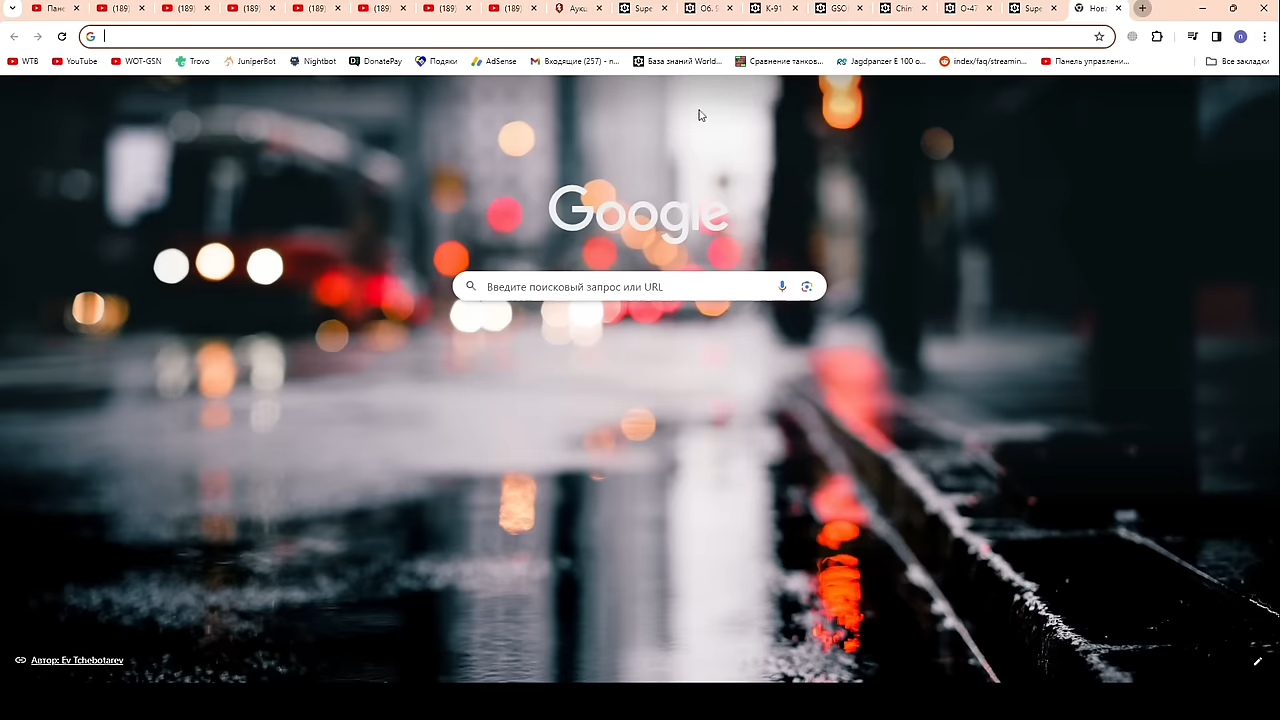 Пане (189) (189) (189) (189) (189) (189) (189) Аукц Supe Об. K-91 GSO Chin О-47 Supe Нова
WTB YouTube WOT-GSN Trovo JuniperBot Nightbot DonatePay Подяки AdSense Входящие (257) - n... База знаний World... Сравнение танков... Jagdpanzer E 100 o... index/faq/streamin... Панель управлени... Все закладки
Google
Введите поисковый запрос или URL
Автор: Ev Tchebotarev